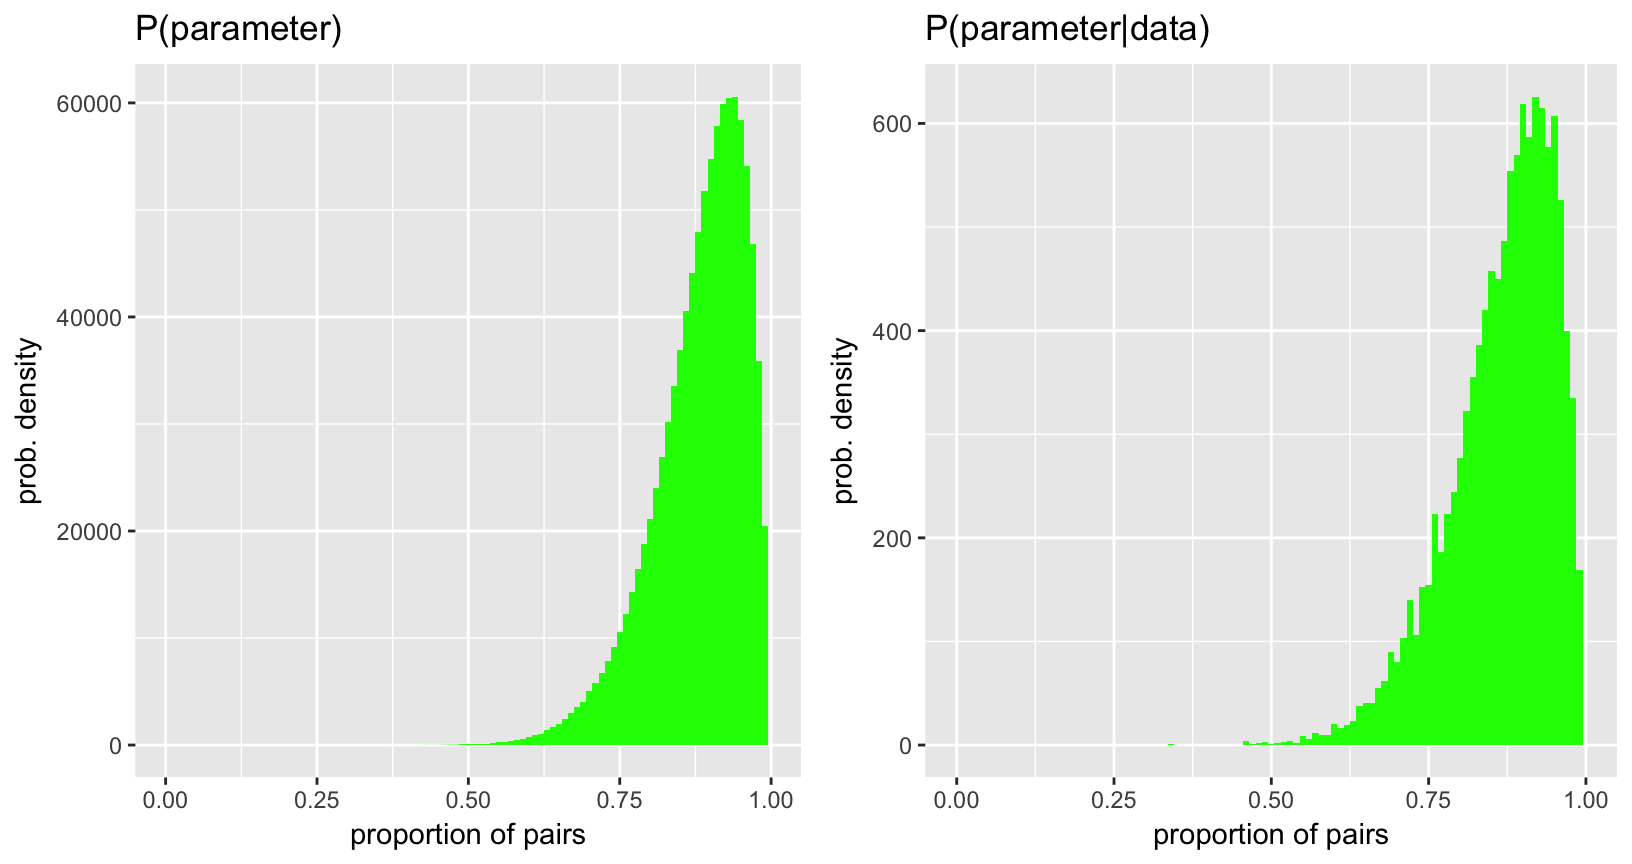 P(parameter)
prob. density
60000
40000
20000
0
0.00 0.25 0.50 0.75 1.00
proportion of pairs
P(parameter|data)
prob. density
600
400
200
0
0.00 0.25 0.50 0.75 1.00
proportion of pairs